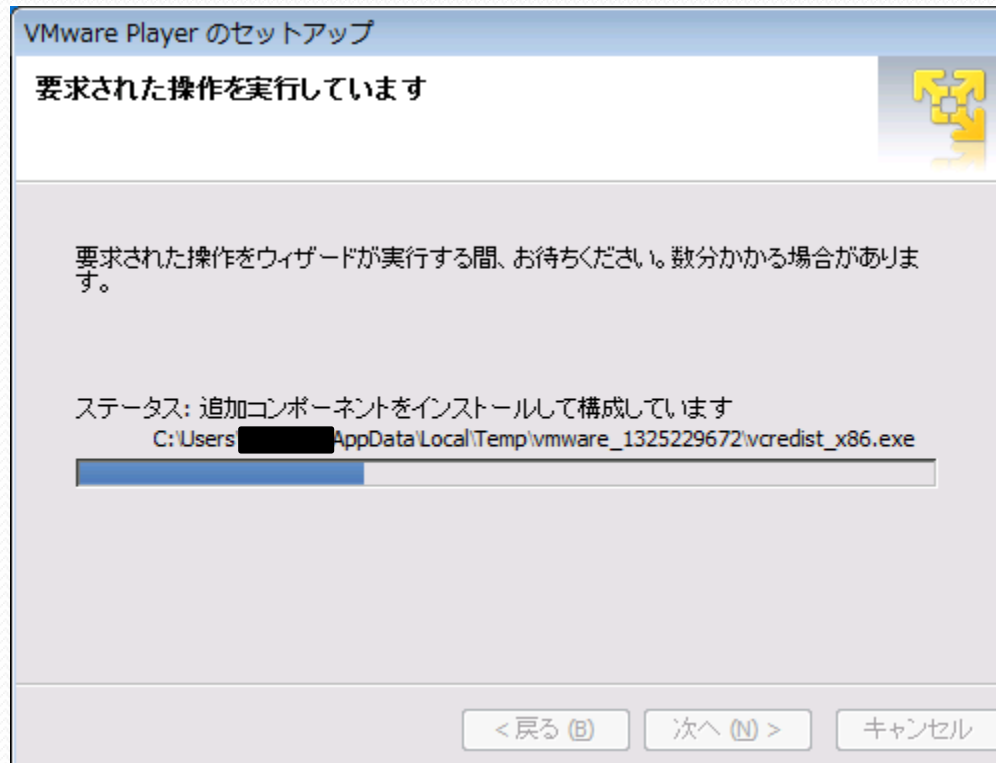 VMware Player のセットアップ
要求された操作を実行しています
要求された操作をウィザードが実行する間、お待ちください。数分かかる場合がありま
す。
ステータス: 追加コンポーネントをインストールして構成しています
C:\Users\ AppData\Local\Temp\vmware_1325229672\vcredist_x86.exe
< 戻る (B)
次へ (N) >
キャンセル